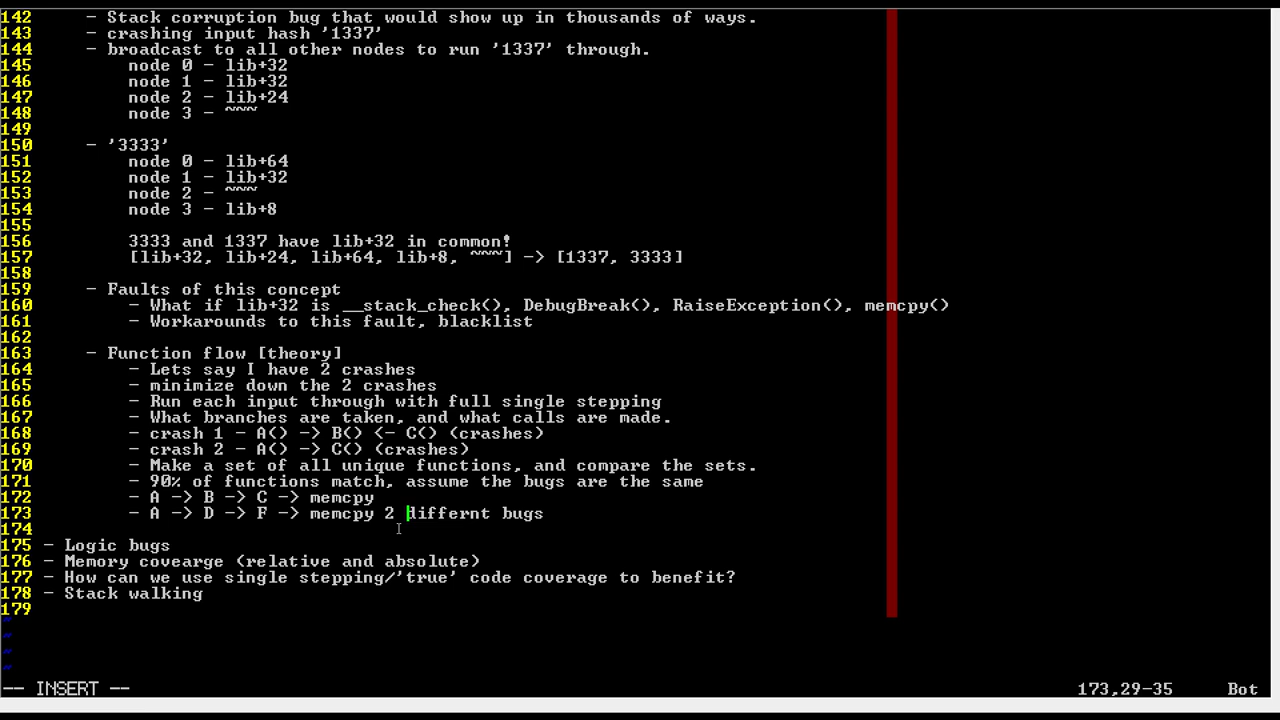 142     - Stack corruption bug that would show up in thousands of ways.
143     - crashing input hash '1337'
144     - broadcast to all other nodes to run '1337' through.
145         node 0 - lib+32
146         node 1 - lib+32
147         node 2 - lib+24
148         node 3 - ~~~
149
150     - '3333'
151         node 0 - lib+64
152         node 1 - lib+32
153         node 2 - ~~~
154         node 3 - lib+8
155
156         3333 and 1337 have lib+32 in common!
157         [lib+32, lib+24, lib+64, lib+8, ~~~] -> [1337, 3333]
158
159     - Faults of this concept
160         - What if lib+32 is __stack_check(), DebugBreak(), RaiseException(), memcpy()
161         - Workarounds to this fault, blacklist
162
163     - Function flow [theory]
164         - Lets say I have 2 crashes
165         - minimize down the 2 crashes
166         - Run each input through with full single stepping
167         - What branches are taken, and what calls are made.
168         - crash 1 - A() -> B() <- C() (crashes)
169         - crash 2 - A() -> C() (crashes)
170         - Make a set of all unique functions, and compare the sets.
171         - 90% of functions match, assume the bugs are the same
172         - A -> B -> C -> memcpy
173         - A -> D -> F -> memcpy 2 differnt bugs
174
175 - Logic bugs
176 - Memory covearge (relative and absolute)
177 - How can we use single stepping/'true' code coverage to benefit?
178 - Stack walking
179
~
~
~
~
-- INSERT -- 173,29-35 Bot